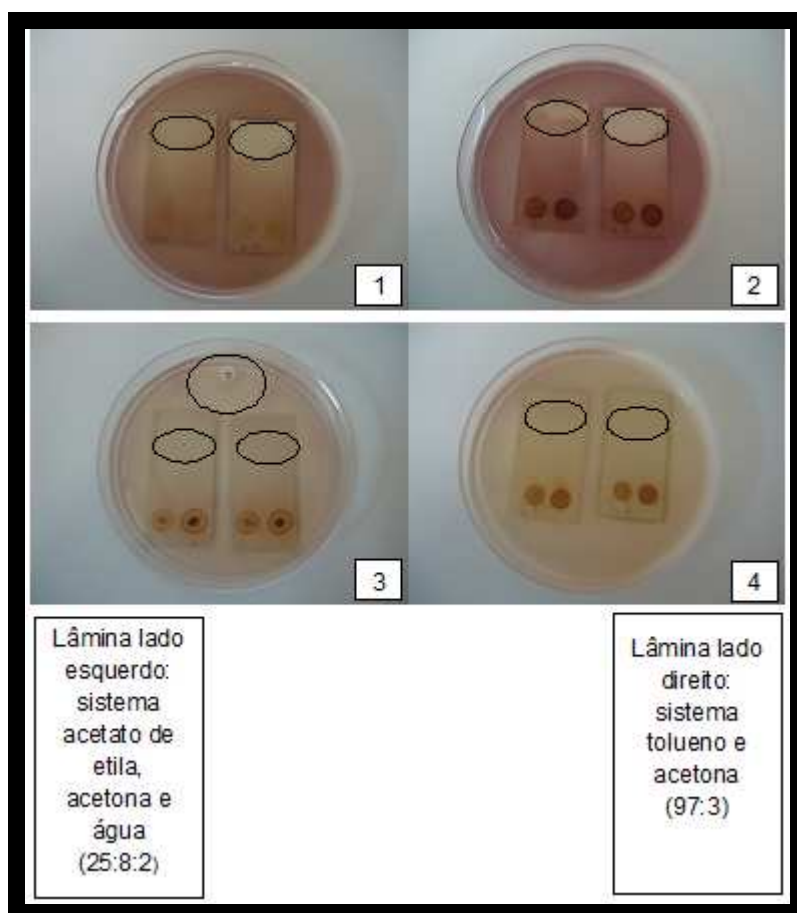 1
2
3
4
Lâmina lado
esquerdo:
sistema
acetato de
etila,
acetona e
água
(25:8:2)
Lâmina lado
direito:
sistema
tolueno e
acetona
(97:3)